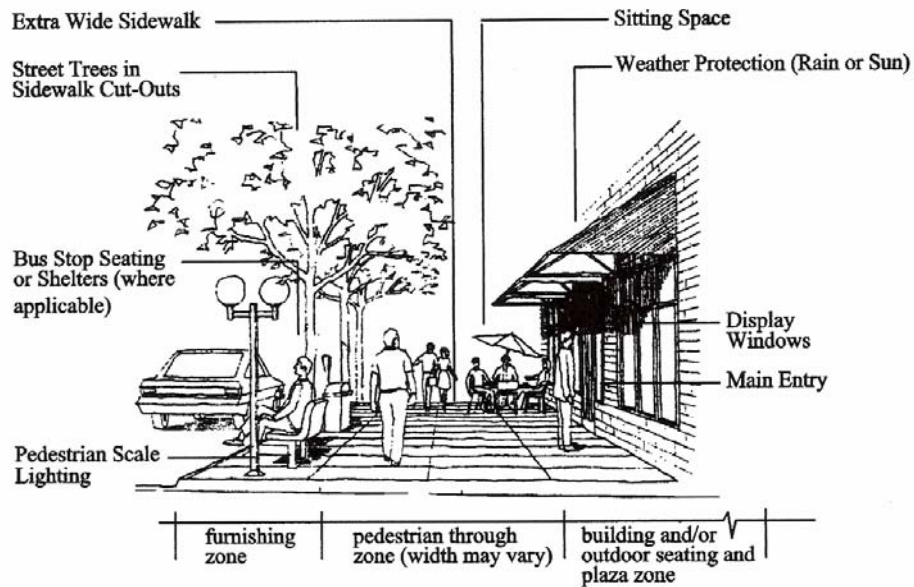 Extra Wide Sidewalk
Sitting Space
Street Trees in
Sidewalk Cut-Outs
Weather Protection (Rain or Sun)
Bus Stop Seating
or Shelters (where
applicable)
Display
Windows
Main Entry
Pedestrian Scale
Lighting
furnishing
zone
pedestrian through
zone (width may vary)
building and/or
outdoor seating and
plaza zone